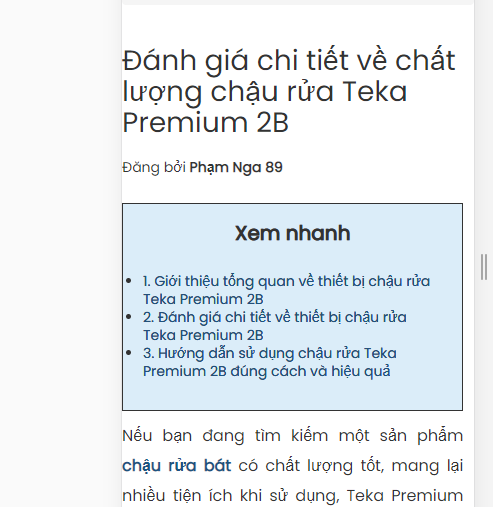 Đánh giá chi tiết về chất
lượng chậu rửa Teka
Premium 2B
Đăng bởi Phạm Nga 89
Xem nhanh
1. Giới thiệu tổng quan về thiết bị chậu rửa
Teka Premium 2B
2. Đánh giá chi tiết về thiết bị chậu rửa
Teka Premium 2B
3. Hướng dẫn sử dụng chậu rửa Teka
Premium 2B đúng cách và hiệu quả
Nếu bạn đang tìm kiếm một sản phẩm
chậu rửa bát có chất lượng tốt, mang lại
nhiều tiện ích khi sử dụng, Teka Premium